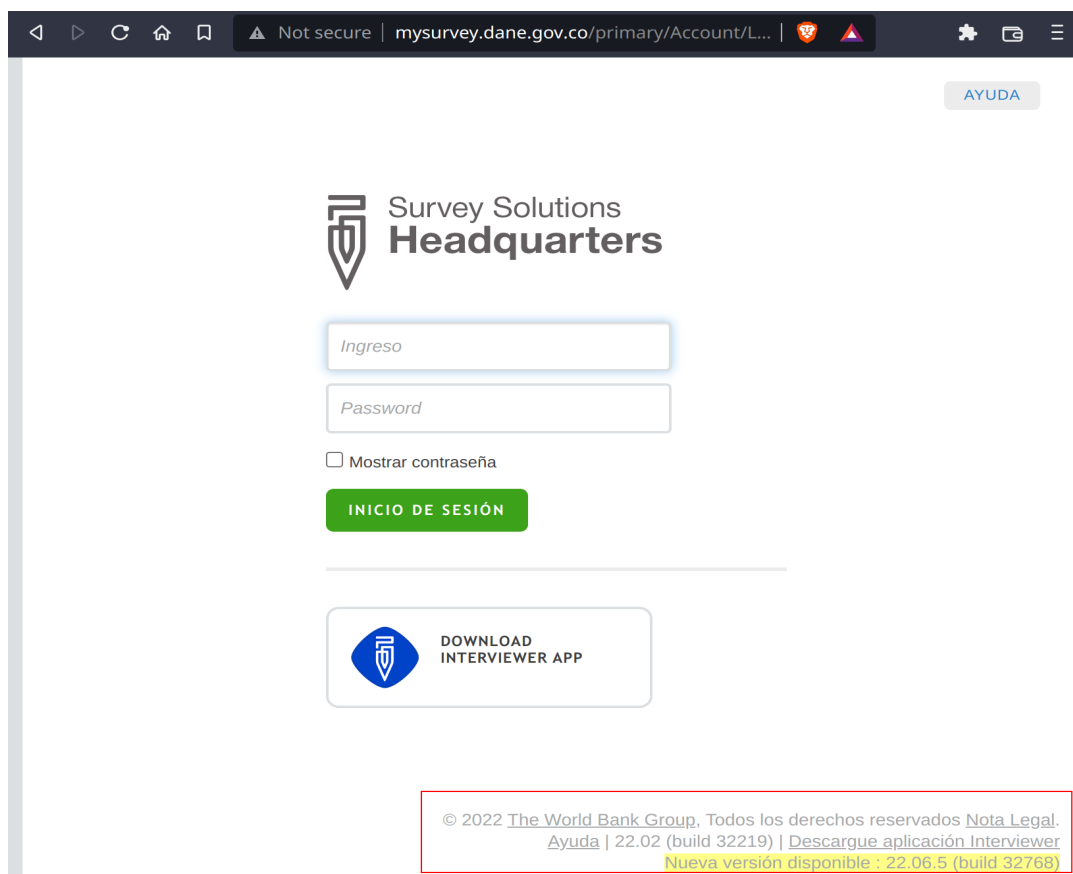 Not secure | mysurvey.dane.gov.co/primary/Account/L... |
AYUDA
Survey Solutions
Headquarters
Ingreso
Password
Mostrar contraseña
INICIO DE SESIÓN
DOWNLOAD
INTERVIEWER APP
© 2022 The World Bank Group, Todos los derechos reservados Nota Legal.
Ayuda | 22.02 (build 32219) | Descargue aplicación Interviewer
Nueva versión disponible : 22.06.5 (build 32768)